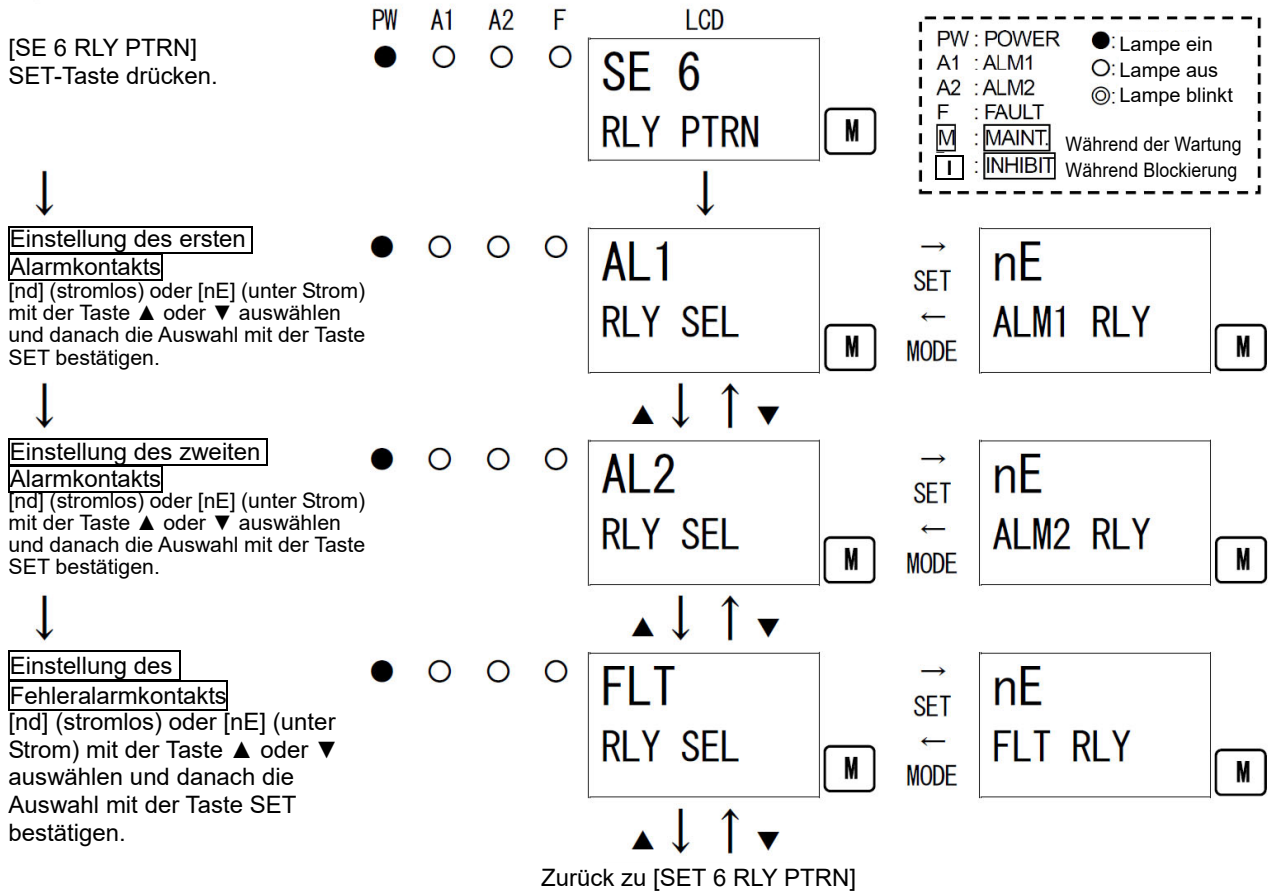 PW A1 A2 F LCD
[SE 6 RLY PTRN]
SET-Taste drücken.
● ○ ○ ○
SE 6
RLY PTRN
M
PW : POWER
A1 : ALM1
A2 : ALM2
F : FAULT
M : MAINT. Während der Wartung
I : INHIBIT Während Blockierung
●: Lampe ein
○: Lampe aus
◎: Lampe blinkt
↓ ↓
Einstellung des ersten
Alarmkontakts
[nd] (stromlos) oder [nE] (unter Strom)
mit der Taste ▲ oder ▼ auswählen
und danach die Auswahl mit der Taste
SET bestätigen.
● ○ ○ ○
AL1
RLY SEL
M
→
SET
←
MODE
nE
ALM1 RLY
M
↓ ▲ ↓ ↑ ▼
Einstellung des zweiten
Alarmkontakts
[nd] (stromlos) oder [nE] (unter Strom)
mit der Taste ▲ oder ▼ auswählen
und danach die Auswahl mit der Taste
SET bestätigen.
● ○ ○ ○
AL2
RLY SEL
M
→
SET
←
MODE
nE
ALM2 RLY
M
↓ ▲ ↓ ↑ ▼
Einstellung des
Fehleralarmkontakts
[nd] (stromlos) oder [nE] (unter
Strom) mit der Taste ▲ oder ▼
auswählen und danach die
Auswahl mit der Taste SET
bestätigen.
● ○ ○ ○
FLT
RLY SEL
M
→
SET
←
MODE
nE
FLT RLY
M
▲ ↓ ↑ ▼
Zurück zu [SET 6 RLY PTRN]